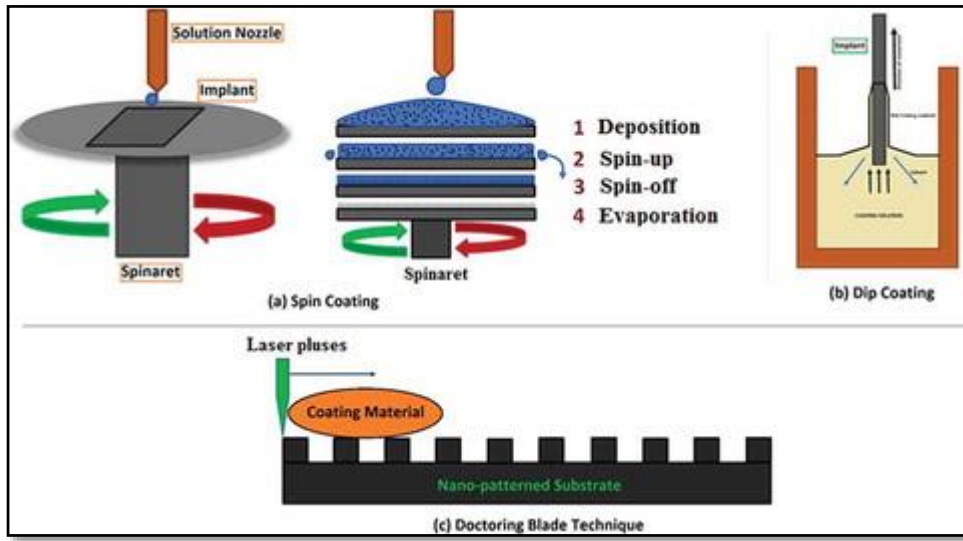 Solution Nozzle
Implant
Spinaret
1 Deposition
2 Spin-up
3 Spin-off
4 Evaporation
Spinaret
(a) Spin Coating
Implant
COATING SOLUTION
(b) Dip Coating
Laser pluses
Coating Material
Nano-patterned Substrate
(c) Doctoring Blade Technique